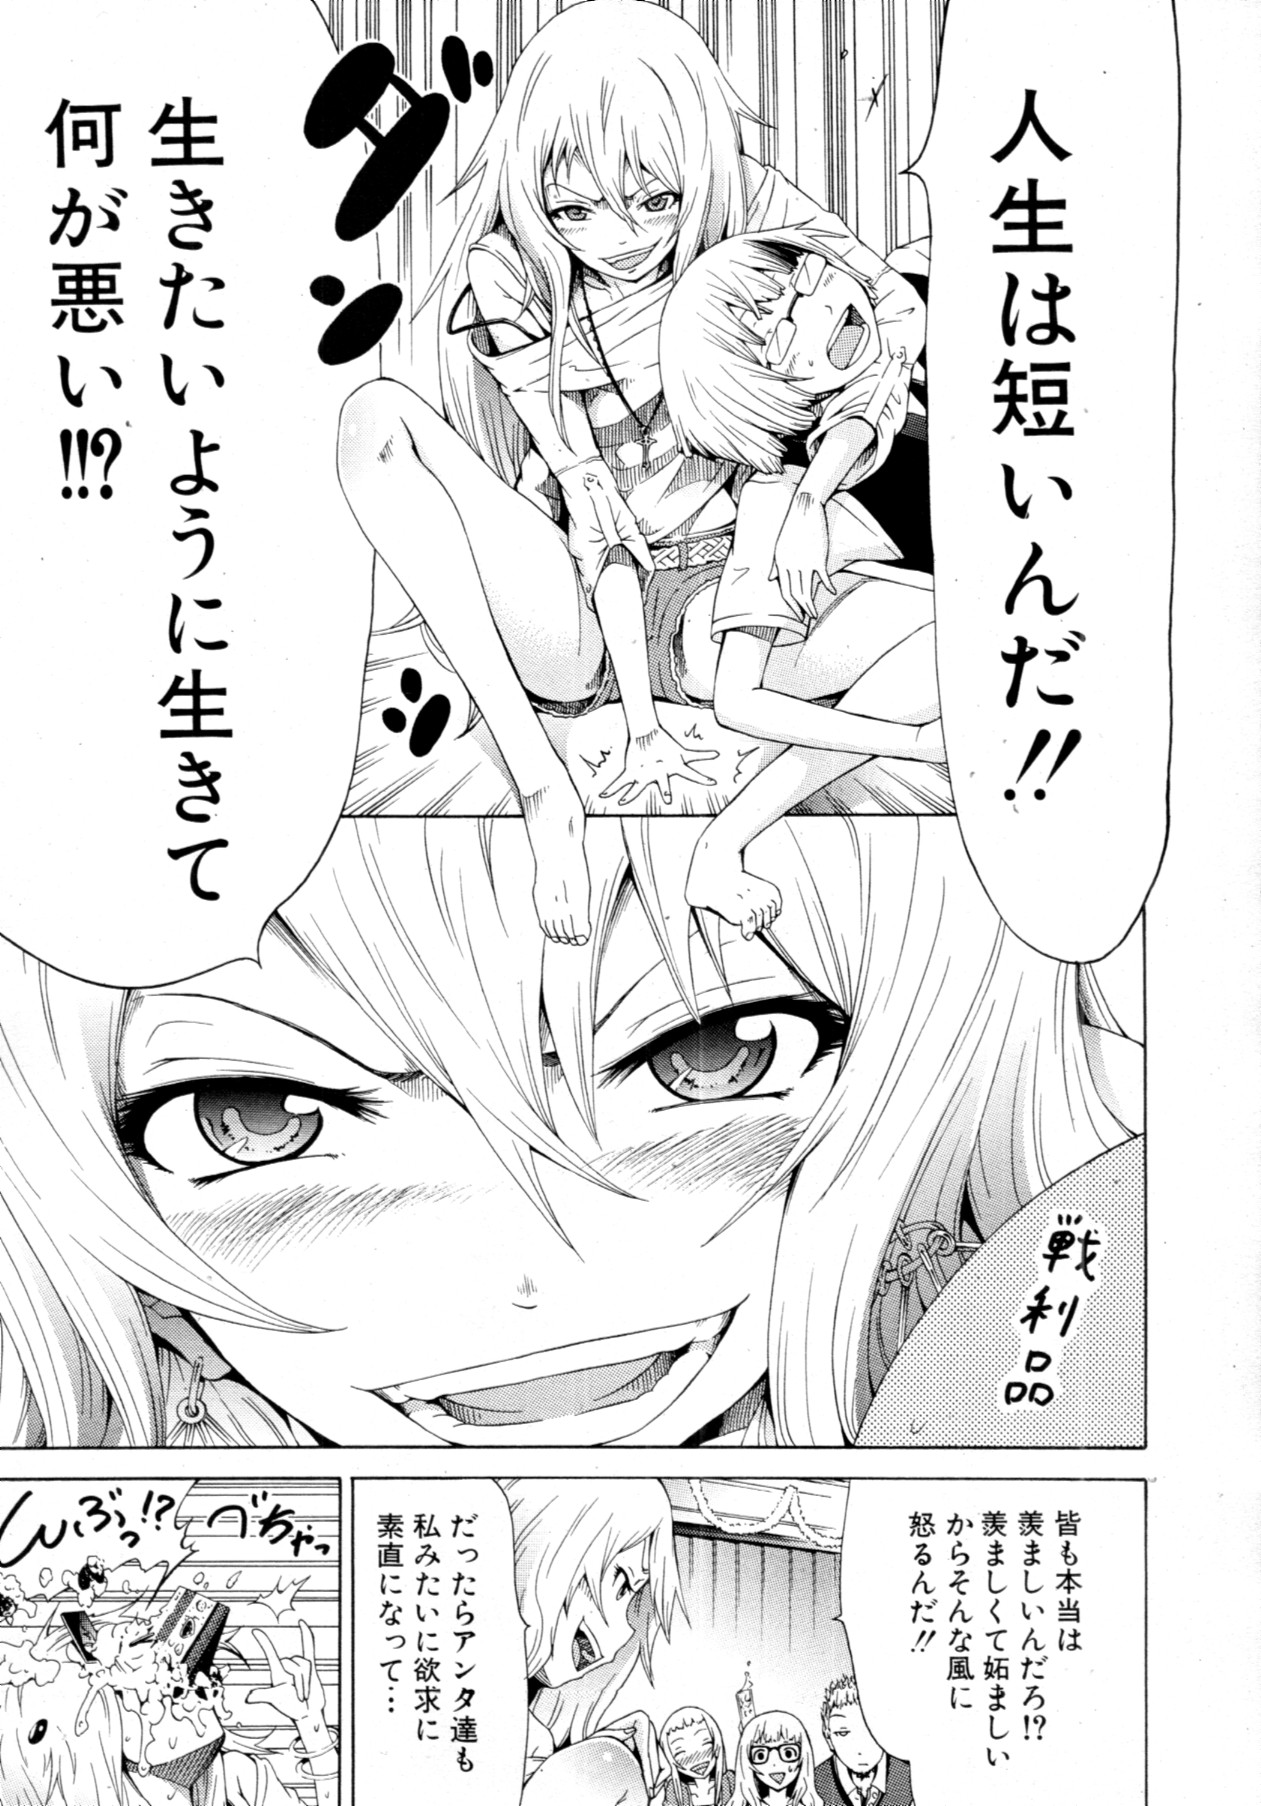 人生は短いんだ!!
生きたいように生きて
何が悪い!!!?
ドン
戦利品
皆も本当は
羨ましいんだろ!?
羨ましくて妬ましい
からそんな風に
怒るんだ!!
だったらアンタ達も
私みたいに欲求に
素直になって…
べちゃっ
んぶっ!?